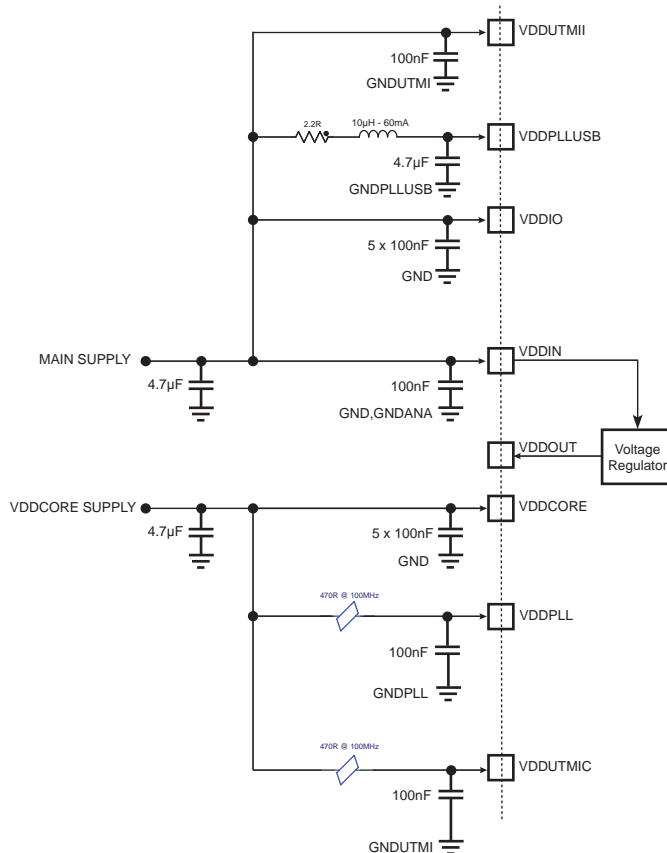 VDDUTMII
100nF
GNDUTMI
2.2R
10µH - 60mA
VDDPLLUSB
4.7µF
GNDPLLUSB
VDDIO
5 x 100nF
GND
MAIN SUPPLY
VDDIN
4.7µF
100nF
GND,GNDANA
VDDOUT
Voltage
Regulator
VDDCORE SUPPLY
VDDCORE
4.7µF
5 x 100nF
GND
470R @ 100MHz
VDDPLL
100nF
GNDPLL
470R @ 100MHz
VDDUTMIC
100nF
GNDUTMI